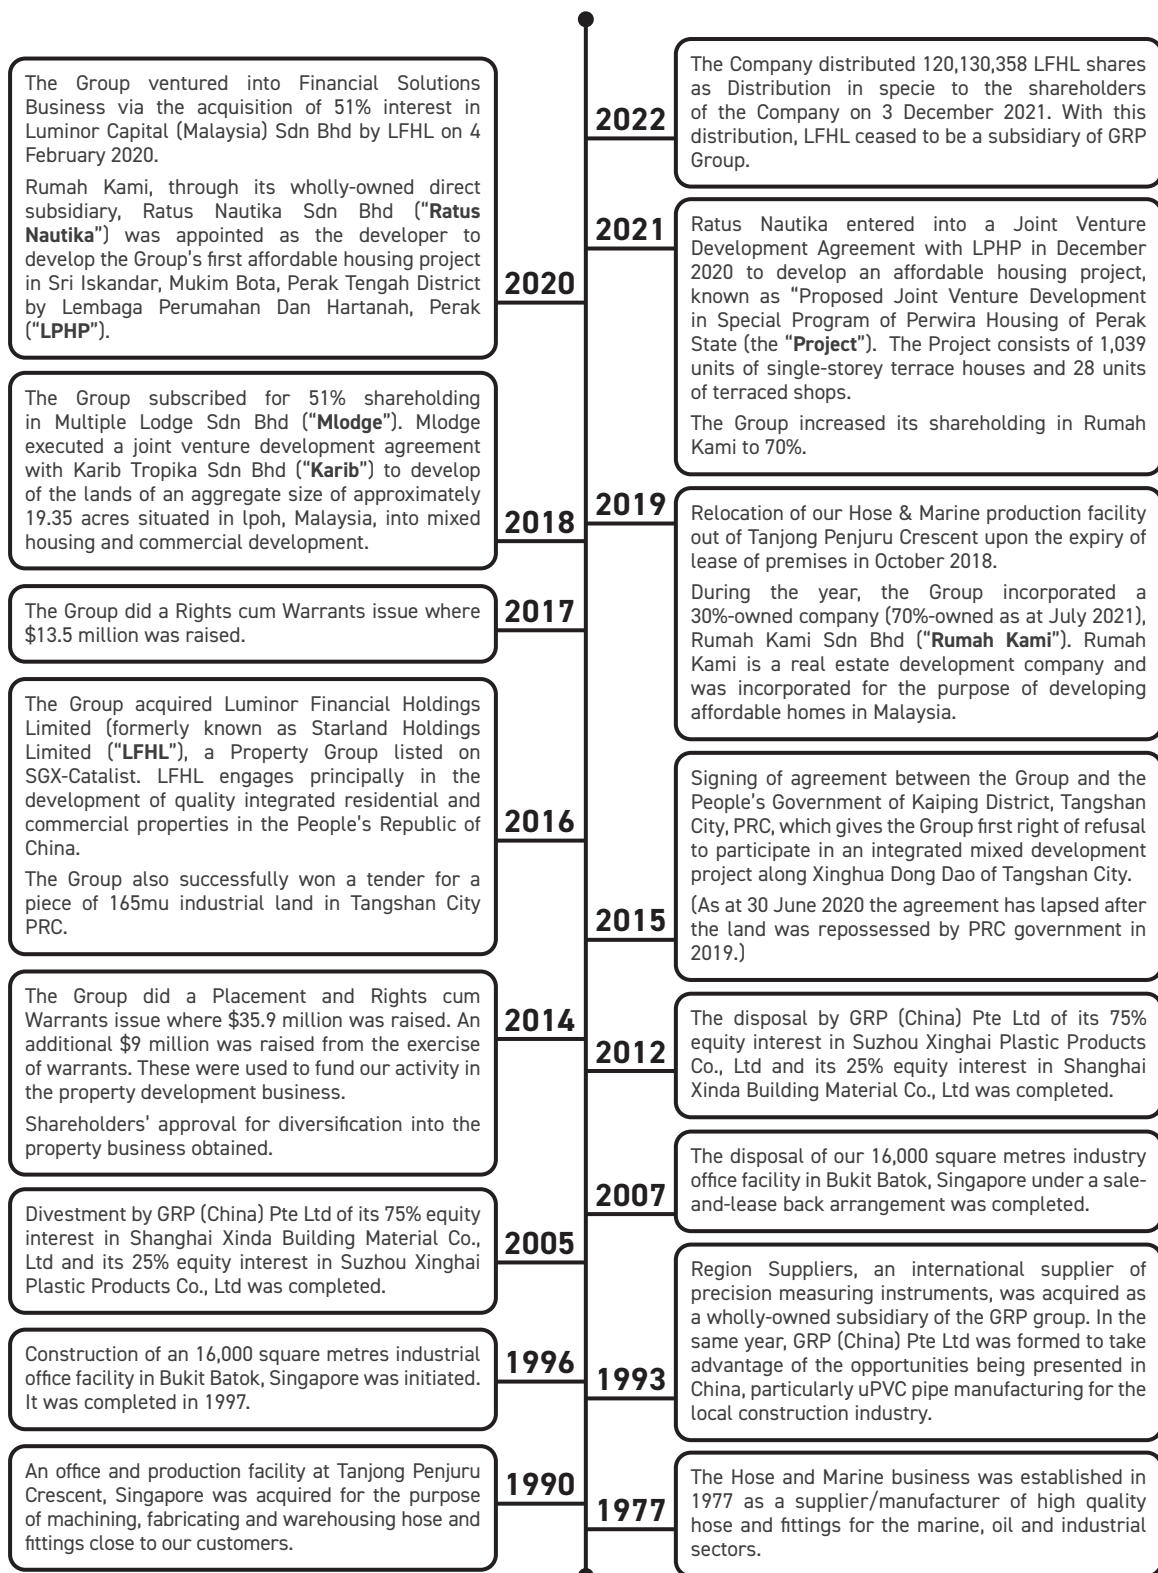 2022
The Company distributed 120,130,358 LFHL shares
as Distribution in specie to the shareholders
of the Company on 3 December 2021. With this
distribution, LFHL ceased to be a subsidiary of GRP
Group.
2021
Ratus Nautika entered into a Joint Venture
Development Agreement with LPHP in December
2020 to develop an affordable housing project,
known as “Proposed Joint Venture Development
in Special Program of Perwira Housing of Perak
State (the “Project”). The Project consists of 1,039
units of single-storey terrace houses and 28 units
of terraced shops.
The Group increased its shareholding in Rumah
Kami to 70%.
2020
The Group ventured into Financial Solutions
Business via the acquisition of 51% interest in
Luminor Capital (Malaysia) Sdn Bhd by LFHL on 4
February 2020.
Rumah Kami, through its wholly-owned direct
subsidiary, Ratus Nautika Sdn Bhd (“Ratus
Nautika”) was appointed as the developer to
develop the Group’s first affordable housing project
in Sri Iskandar, Mukim Bota, Perak Tengah District
by Lembaga Perumahan Dan Hartanah, Perak
(“LPHP”).
2019
Relocation of our Hose & Marine production facility
out of Tanjong Penjuru Crescent upon the expiry of
lease of premises in October 2018.
During the year, the Group incorporated a
30%-owned company (70%-owned as at July 2021),
Rumah Kami Sdn Bhd (“Rumah Kami”). Rumah
Kami is a real estate development company and
was incorporated for the purpose of developing
affordable homes in Malaysia.
2018
The Group subscribed for 51% shareholding
in Multiple Lodge Sdn Bhd (“Mlodge”). Mlodge
executed a joint venture development agreement
with Karib Tropika Sdn Bhd (“Karib”) to develop
of the lands of an aggregate size of approximately
19.35 acres situated in lpoh, Malaysia, into mixed
housing and commercial development.
2017
The Group did a Rights cum Warrants issue where
$13.5 million was raised.
2016
The Group acquired Luminor Financial Holdings
Limited (formerly known as Starland Holdings
Limited (“LFHL”), a Property Group listed on
SGX-Catalist. LFHL engages principally in the
development of quality integrated residential and
commercial properties in the People’s Republic of
China.
The Group also successfully won a tender for a
piece of 165mu industrial land in Tangshan City
PRC.
2015
Signing of agreement between the Group and the
People’s Government of Kaiping District, Tangshan
City, PRC, which gives the Group first right of refusal
to participate in an integrated mixed development
project along Xinghua Dong Dao of Tangshan City.
(As at 30 June 2020 the agreement has lapsed after
the land was repossessed by PRC government in
2019.)
2014
The Group did a Placement and Rights cum
Warrants issue where $35.9 million was raised. An
additional $9 million was raised from the exercise
of warrants. These were used to fund our activity in
the property development business.
Shareholders’ approval for diversification into the
property business obtained.
2012
The disposal by GRP (China) Pte Ltd of its 75%
equity interest in Suzhou Xinghai Plastic Products
Co., Ltd and its 25% equity interest in Shanghai
Xinda Building Material Co., Ltd was completed.
2007
The disposal of our 16,000 square metres industry
office facility in Bukit Batok, Singapore under a sale-
and-lease back arrangement was completed.
2005
Divestment by GRP (China) Pte Ltd of its 75% equity
interest in Shanghai Xinda Building Material Co.,
Ltd and its 25% equity interest in Suzhou Xinghai
Plastic Products Co., Ltd was completed.
1996
Construction of an 16,000 square metres industrial
office facility in Bukit Batok, Singapore was initiated.
It was completed in 1997.
1993
Region Suppliers, an international supplier of
precision measuring instruments, was acquired as
a wholly-owned subsidiary of the GRP group. In the
same year, GRP (China) Pte Ltd was formed to take
advantage of the opportunities being presented in
China, particularly uPVC pipe manufacturing for the
local construction industry.
1990
An office and production facility at Tanjong Penjuru
Crescent, Singapore was acquired for the purpose
of machining, fabricating and warehousing hose and
fittings close to our customers.
1977
The Hose and Marine business was established in
1977 as a supplier/manufacturer of high quality
hose and fittings for the marine, oil and industrial
sectors.